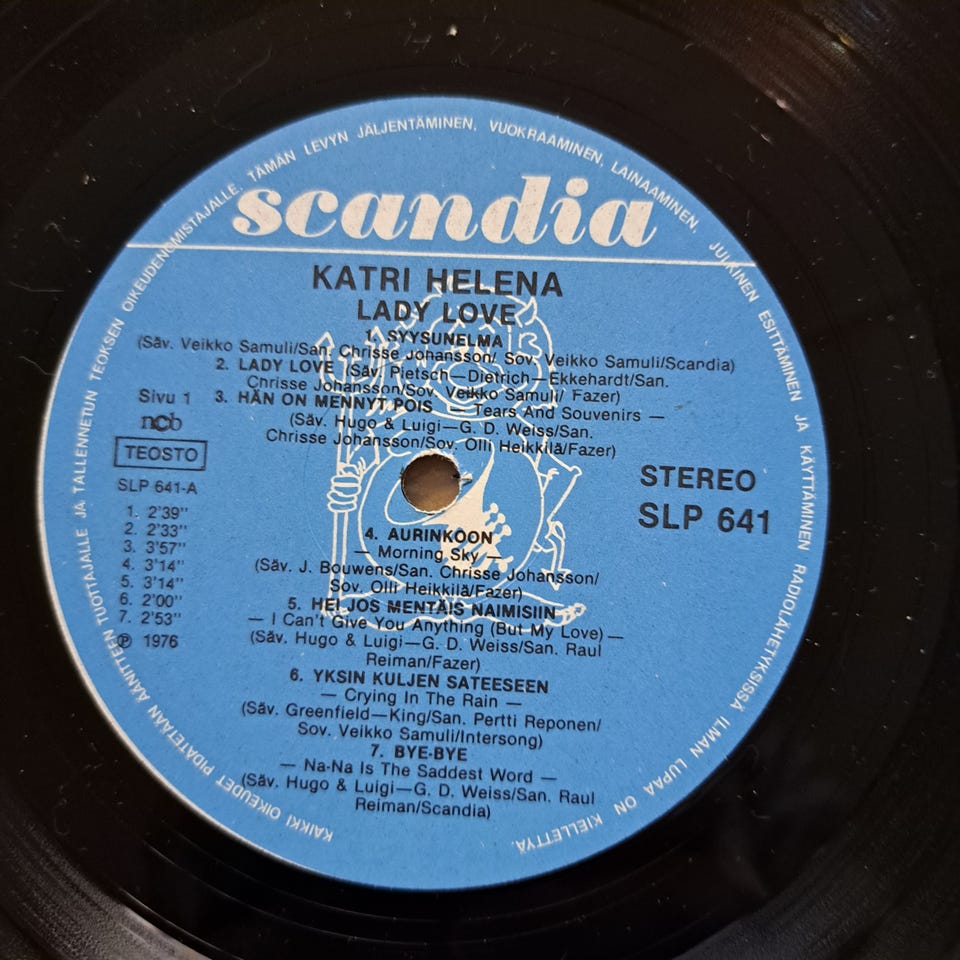 KAIKKI OIKEUDET PIDÄTETÄÄN ÄÄNITTEEN TUOTTAJALLE JA TALLENNETUN TEOKSEN OIKEUDENOMISTAJALLE. TÄMÄN LEVYN JÄLJENTÄMINEN, VUOKRAAMINEN, LAINAAMINEN, JULKINEN ESITTÄMINEN JA KÄYTTÄMINEN RADIOLÄHETYKSISSÄ ILMAN LUPAA ON KIELLETTYÄ.
scandia
KATRI HELENA
LADY LOVE
1. SYYSUNELMA
(Säv. Veikko Samuli/San. Chrisse Johansson/ Sov. Veikko Samuli/Scandia)
2. LADY LOVE (Säv. Pietsch—Dietrich—Ekkehardt/San.
Chrisse Johansson/Sov. Veikko Samuli/ Fazer)
3. HÄN ON MENNYT POIS — Tears And Souvenirs —
(Säv. Hugo & Luigi—G. D. Weiss/San.
Chrisse Johansson/Sov. Olli Heikkilä/Fazer)
Sivu 1
ncb
TEOSTO
SLP 641-A
1. 2'39"
2. 2'33"
3. 3'57"
4. 3'14"
5. 3'14"
6. 2'00"
7. 2'53"
℗ 1976
STEREO
SLP 641
4. AURINKOON
— Morning Sky —
(Säv. J. Bouwens/San. Chrisse Johansson/
Sov. Olli Heikkilä/Fazer)
5. HEI JOS MENTÄIS NAIMISIIN
— I Can't Give You Anything (But My Love) —
(Säv. Hugo & Luigi—G. D. Weiss/San. Raul
Reiman/Fazer)
6. YKSIN KULJEN SATEESEEN
— Crying In The Rain —
(Säv. Greenfield—King/San. Pertti Reponen/
Sov. Veikko Samuli/Intersong)
7. BYE-BYE
— Na-Na Is The Saddest Word —
(Säv. Hugo & Luigi—G. D. Weiss/San. Raul
Reiman/Scandia)